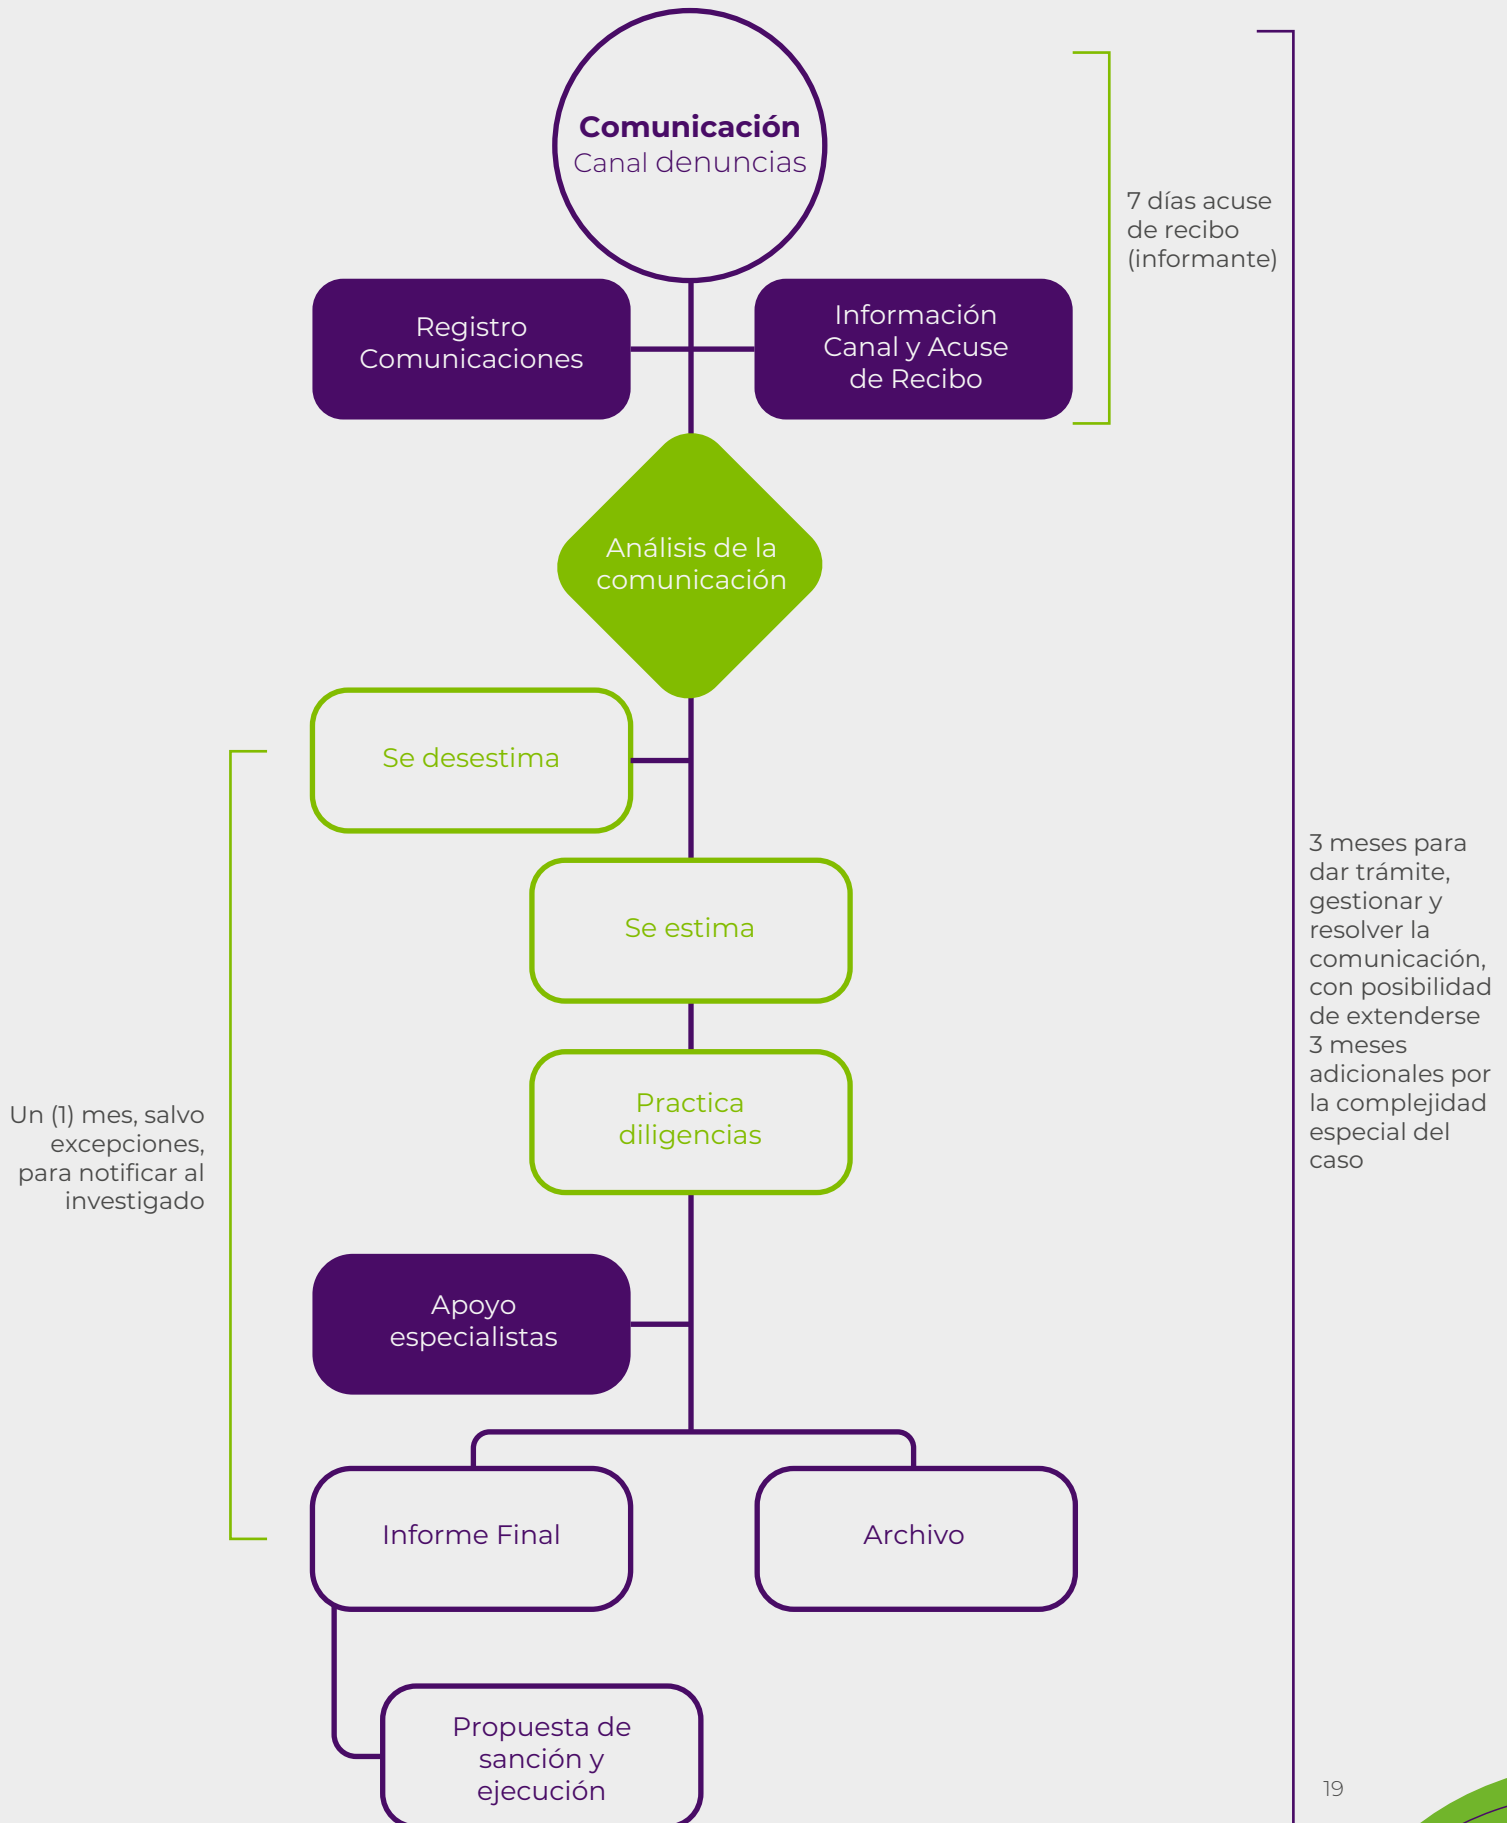 Comunicación
Canal denuncias
7 días acuse
de recibo
(informante)
Registro
Comunicaciones
Información
Canal y Acuse
de Recibo
Análisis de la
comunicación
Se desestima
Se estima
3 meses para
dar trámite,
gestionar y
resolver la
comunicación,
con posibilidad
de extenderse
3 meses
adicionales por
la complejidad
especial del
caso
Practica
diligencias
Un (1) mes, salvo
excepciones,
para notificar al
investigado
Apoyo
especialistas
Informe Final
Archivo
Propuesta de
sanción y
ejecución
19